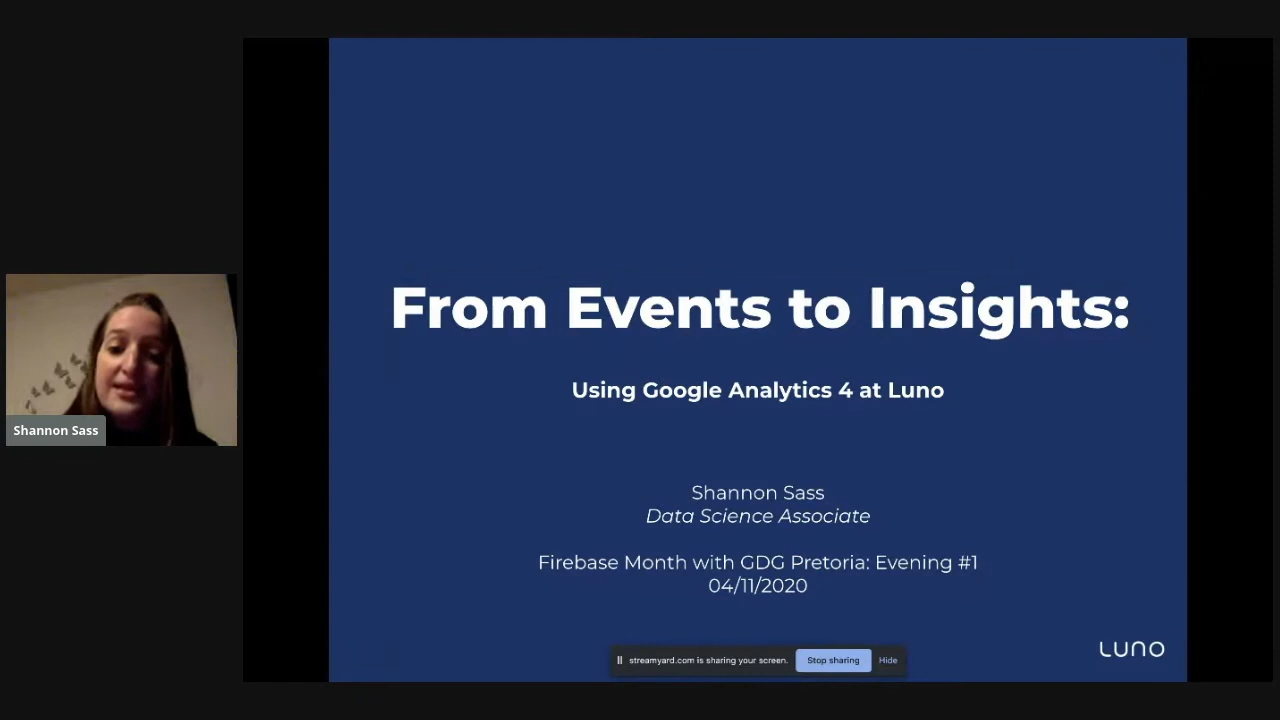 From Events to Insights:
Using Google Analytics 4 at Luno
Shannon Sass
Shannon Sass
Data Science Associate
Firebase Month with GDG Pretoria: Evening #1
04/11/2020
LUNO
streamyard.com is sharing your screen. Stop sharing Hide